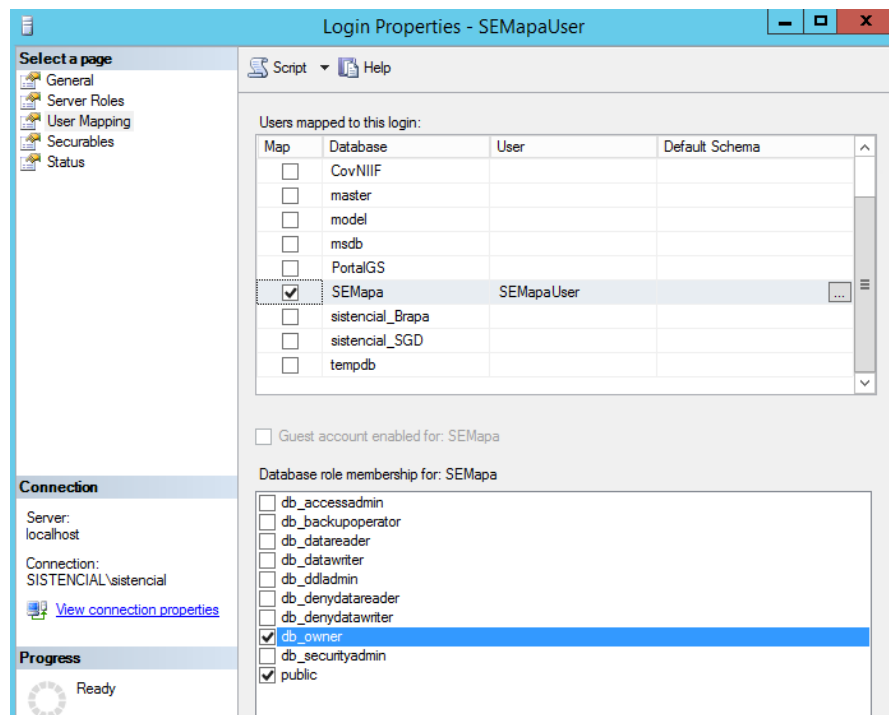 Login Properties - SEMapaUser
Select a page
General
Server Roles
User Mapping
Securables
Status
Script
Help
Users mapped to this login:
Map Database User Default Schema
CovNIIF
master
model
msdb
PortalGS
SEMapa SEMapaUser ...
sistencial_Brapa
sistencial_SGD
tempdb
Guest account enabled for: SEMapa
Database role membership for: SEMapa
db_accessadmin
db_backupoperator
db_datareader
db_datawriter
db_ddladmin
db_denydatareader
db_denydatawriter
db_owner
db_securityadmin
public
Connection
Server:
localhost
Connection:
SISTENCIAL\sistencial
View connection properties
Progress
Ready